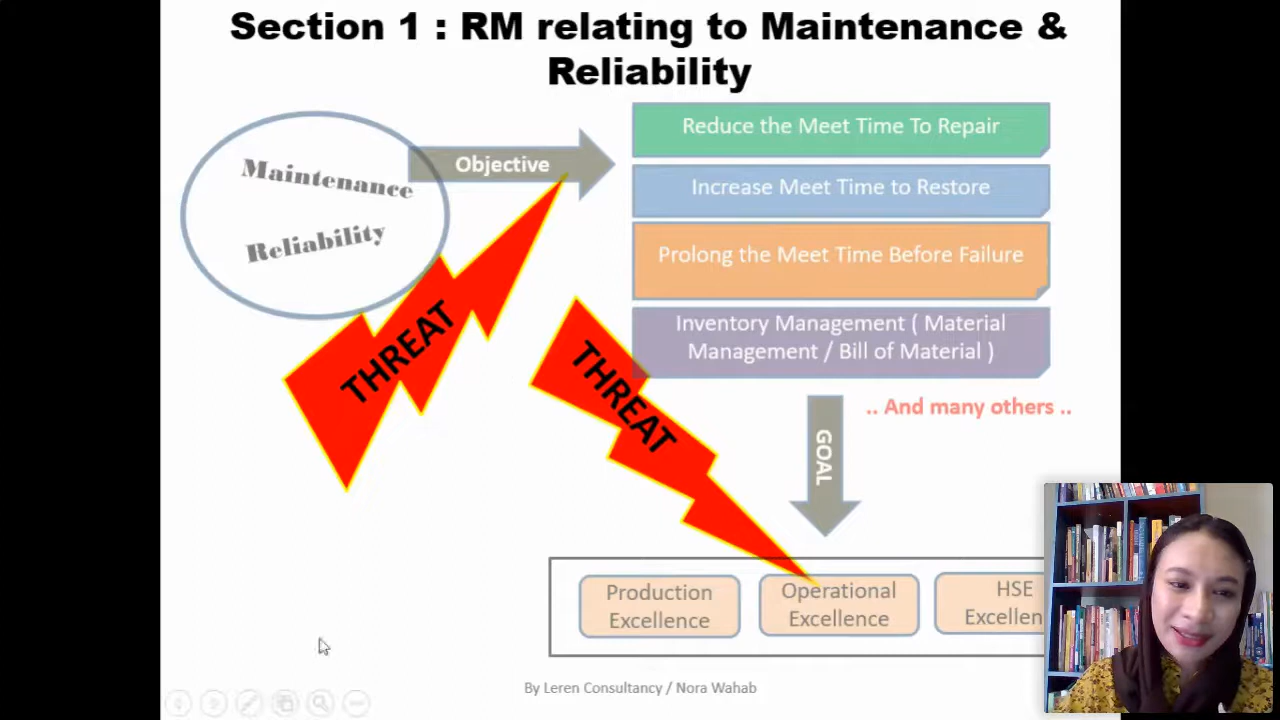 Section 1 : RM relating to Maintenance &
Reliability
Maintenance
Reliability
Objective
Reduce the Meet Time To Repair
Increase Meet Time to Restore
Prolong the Meet Time Before Failure
Inventory Management ( Material
Management / Bill of Material )
THREAT
THREAT
.. And many others ..
GOAL
Production
Excellence
Operational
Excellence
HSE
Excellen
By Leren Consultancy / Nora Wahab